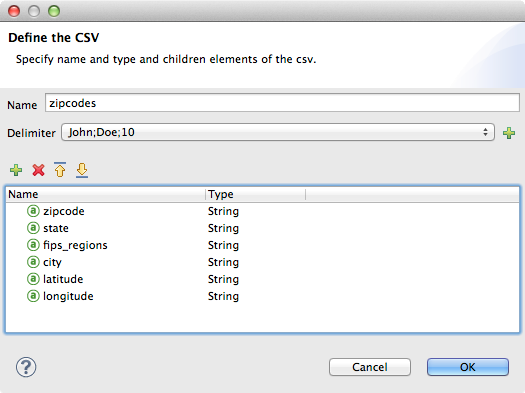 Define the CSV
Specify name and type and children elements of the csv.
Name zipcodes
Delimiter John;Doe;10
Name Type
a zipcode String
a state String
a fips_regions String
a city String
a latitude String
a longitude String
? Cancel OK